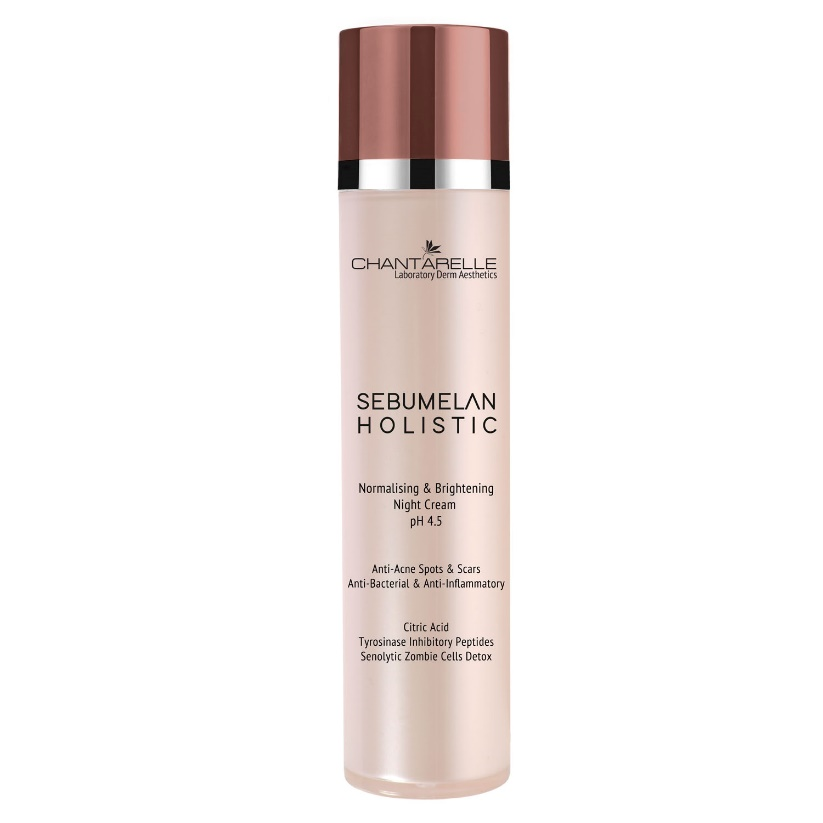 CHANTARELLE
Laboratory Derm Aesthetics
SEBUMELAN
HOLISTIC
Normalising & Brightening
Night Cream
pH 4.5
Anti-Acne Spots & Scars
Anti-Bacterial & Anti-Inflammatory
Citric Acid
Tyrosinase Inhibitory Peptides
Senolytic Zombie Cells Detox